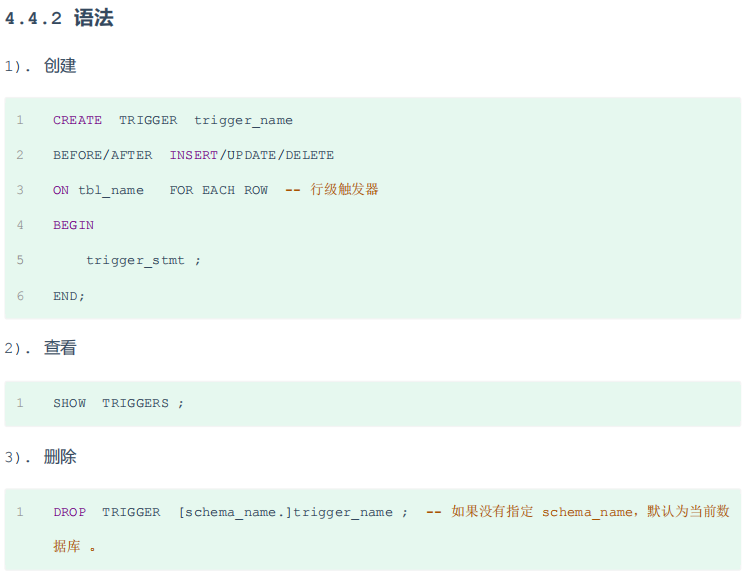 4.4.2 语法
1). 创建
1 CREATE TRIGGER trigger_name
2 BEFORE/AFTER INSERT/UPDATE/DELETE
3 ON tbl_name FOR EACH ROW -- 行级触发器
4 BEGIN
5 trigger_stmt ;
6 END;
2). 查看
1 SHOW TRIGGERS ;
3). 删除
1 DROP TRIGGER [schema_name.]trigger_name ; -- 如果没有指定 schema_name，默认为当前数
据库 。